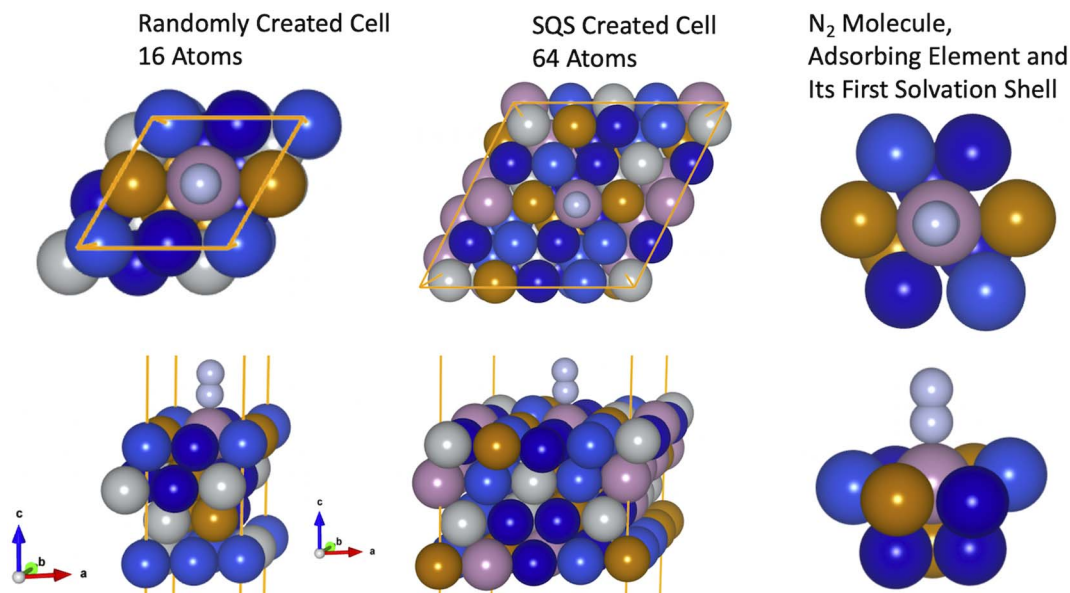 Randomly Created Cell
16 Atoms
SQS Created Cell
64 Atoms
N₂ Molecule,
Adsorbing Element and
Its First Solvation Shell
c
b
a
c
b
a